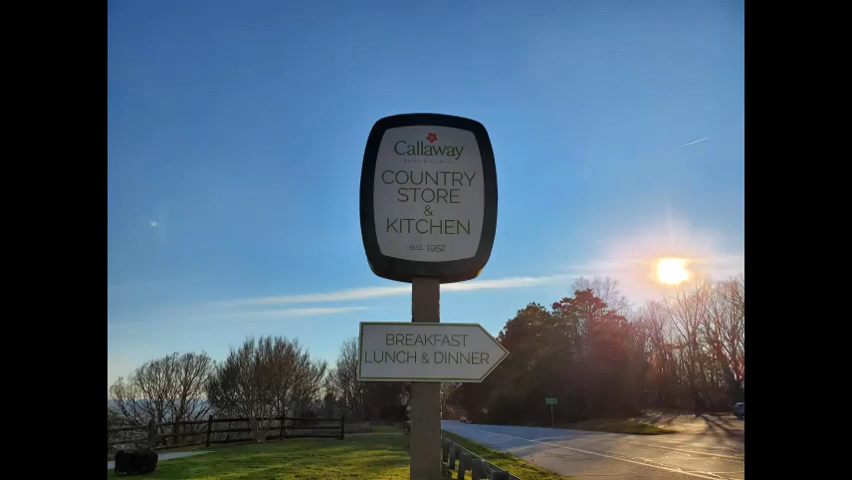 Callaway
COUNTRY
STORE
&
KITCHEN
est. 1952
BREAKFAST
LUNCH & DINNER